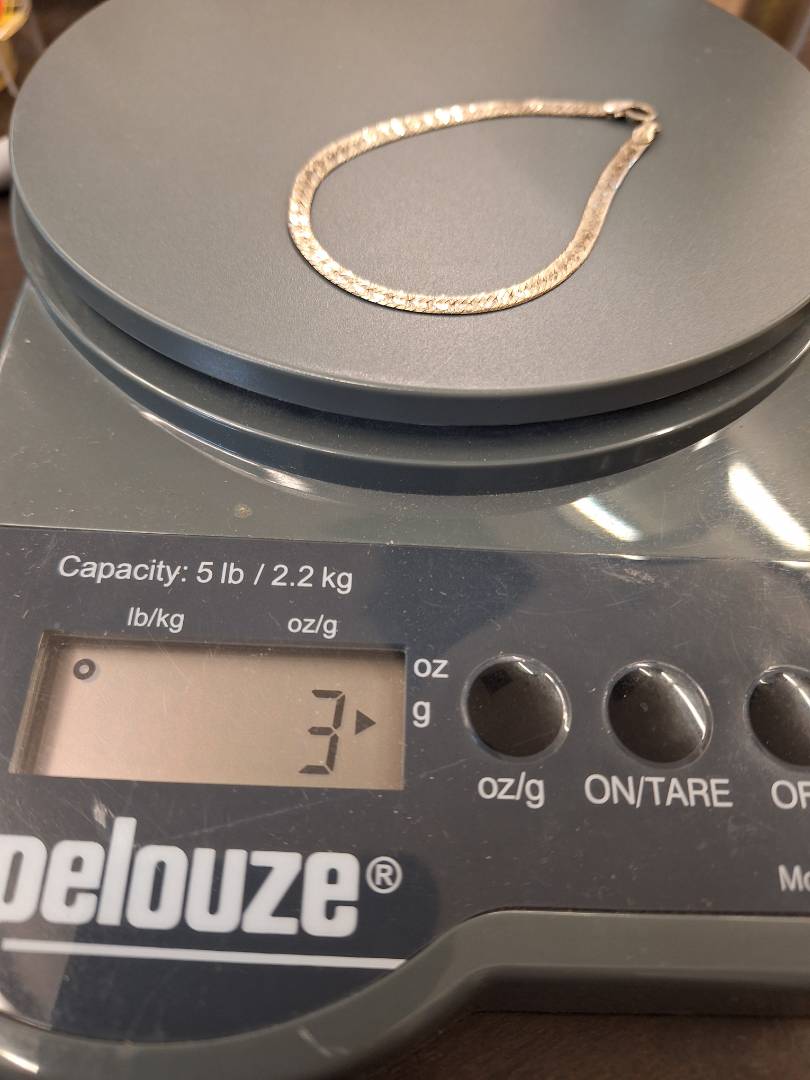 Capacity: 5 lb / 2.2 kg
lb/kg oz/g
oz
3 g
oz/g ON/TARE
pelouze®